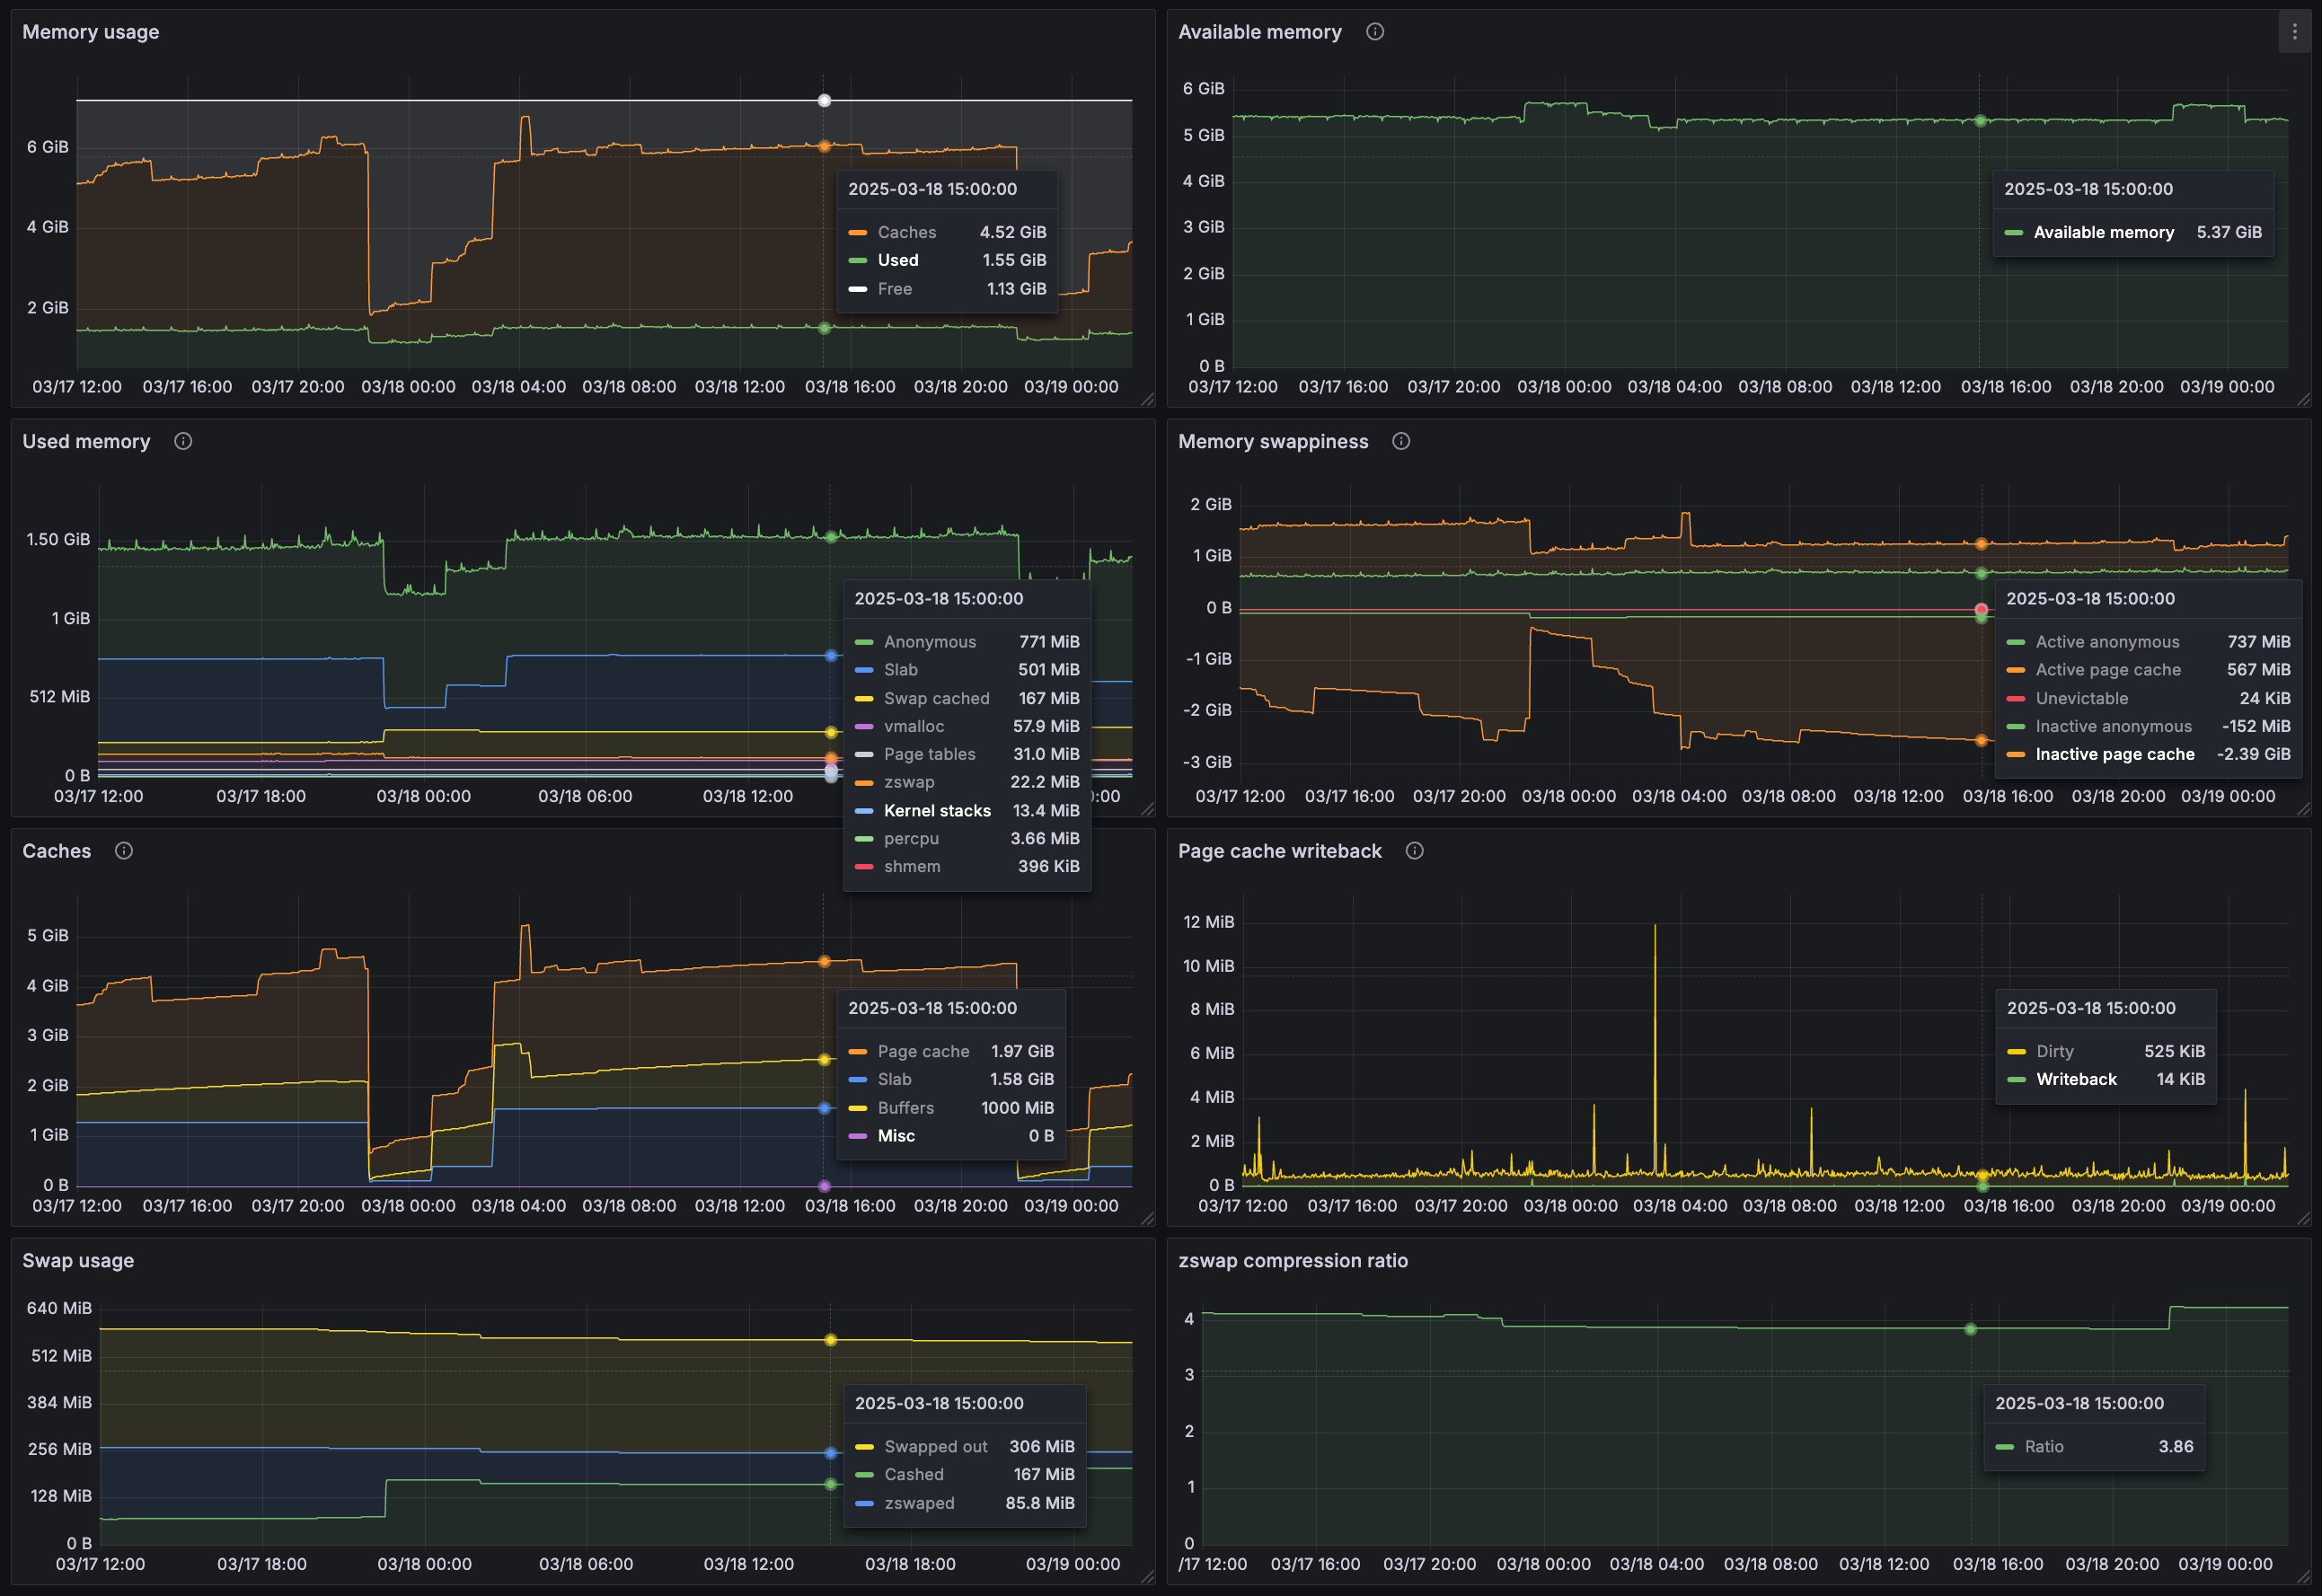 Memory usage
6 GiB
4 GiB
2 GiB
03/17 12:00 03/17 16:00 03/17 20:00 03/18 00:00 03/18 04:00 03/18 08:00 03/18 12:00 03/18 16:00 03/18 20:00 03/19 00:00
2025-03-18 15:00:00
Caches 4.52 GiB
Used 1.55 GiB
Free 1.13 GiB
Available memory
6 GiB
5 GiB
4 GiB
3 GiB
2 GiB
1 GiB
0 B
03/17 12:00 03/17 16:00 03/17 20:00 03/18 00:00 03/18 04:00 03/18 08:00 03/18 12:00 03/18 16:00 03/18 20:00 03/19 00:00
2025-03-18 15:00:00
Available memory 5.37 GiB
Used memory
1.50 GiB
1 GiB
512 MiB
0 B
03/17 12:00 03/17 18:00 03/18 00:00 03/18 06:00 03/18 12:00 0:00
2025-03-18 15:00:00
Anonymous 771 MiB
Slab 501 MiB
Swap cached 167 MiB
vmalloc 57.9 MiB
Page tables 31.0 MiB
zswap 22.2 MiB
Kernel stacks 13.4 MiB
percpu 3.66 MiB
shmem 396 KiB
Memory swappiness
2 GiB
1 GiB
0 B
-1 GiB
-2 GiB
-3 GiB
03/17 12:00 03/17 16:00 03/17 20:00 03/18 00:00 03/18 04:00 03/18 08:00 03/18 12:00 03/18 16:00 03/18 20:00 03/19 00:00
2025-03-18 15:00:00
Active anonymous 737 MiB
Active page cache 567 MiB
Unevictable 24 KiB
Inactive anonymous -152 MiB
Inactive page cache -2.39 GiB
Caches
5 GiB
4 GiB
3 GiB
2 GiB
1 GiB
0 B
03/17 12:00 03/17 16:00 03/17 20:00 03/18 00:00 03/18 04:00 03/18 08:00 03/18 12:00 03/18 16:00 03/18 20:00 03/19 00:00
2025-03-18 15:00:00
Page cache 1.97 GiB
Slab 1.58 GiB
Buffers 1000 MiB
Misc 0 B
Page cache writeback
12 MiB
10 MiB
8 MiB
6 MiB
4 MiB
2 MiB
0 B
03/17 12:00 03/17 16:00 03/17 20:00 03/18 00:00 03/18 04:00 03/18 08:00 03/18 12:00 03/18 16:00 03/18 20:00 03/19 00:00
2025-03-18 15:00:00
Dirty 525 KiB
Writeback 14 KiB
Swap usage
640 MiB
512 MiB
384 MiB
256 MiB
128 MiB
0 B
03/17 12:00 03/17 18:00 03/18 00:00 03/18 06:00 03/18 12:00 03/18 18:00 03/19 00:00
2025-03-18 15:00:00
Swapped out 306 MiB
Cashed 167 MiB
zswaped 85.8 MiB
zswap compression ratio
4
3
2
1
0
/17 12:00 03/17 16:00 03/17 20:00 03/18 00:00 03/18 04:00 03/18 08:00 03/18 12:00 03/18 16:00 03/18 20:00 03/19 00:00
2025-03-18 15:00:00
Ratio 3.86